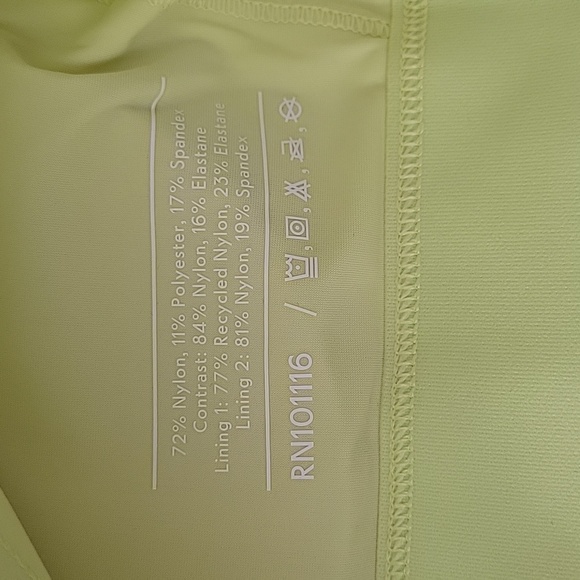 72% Nylon, 11% Polyester, 17% Spandex
Contrast: 84% Nylon, 16% Elastane
Lining 1: 77% Recycled Nylon, 23% Elastane
Lining 2: 81% Nylon, 19% Spandex
RN101116 /